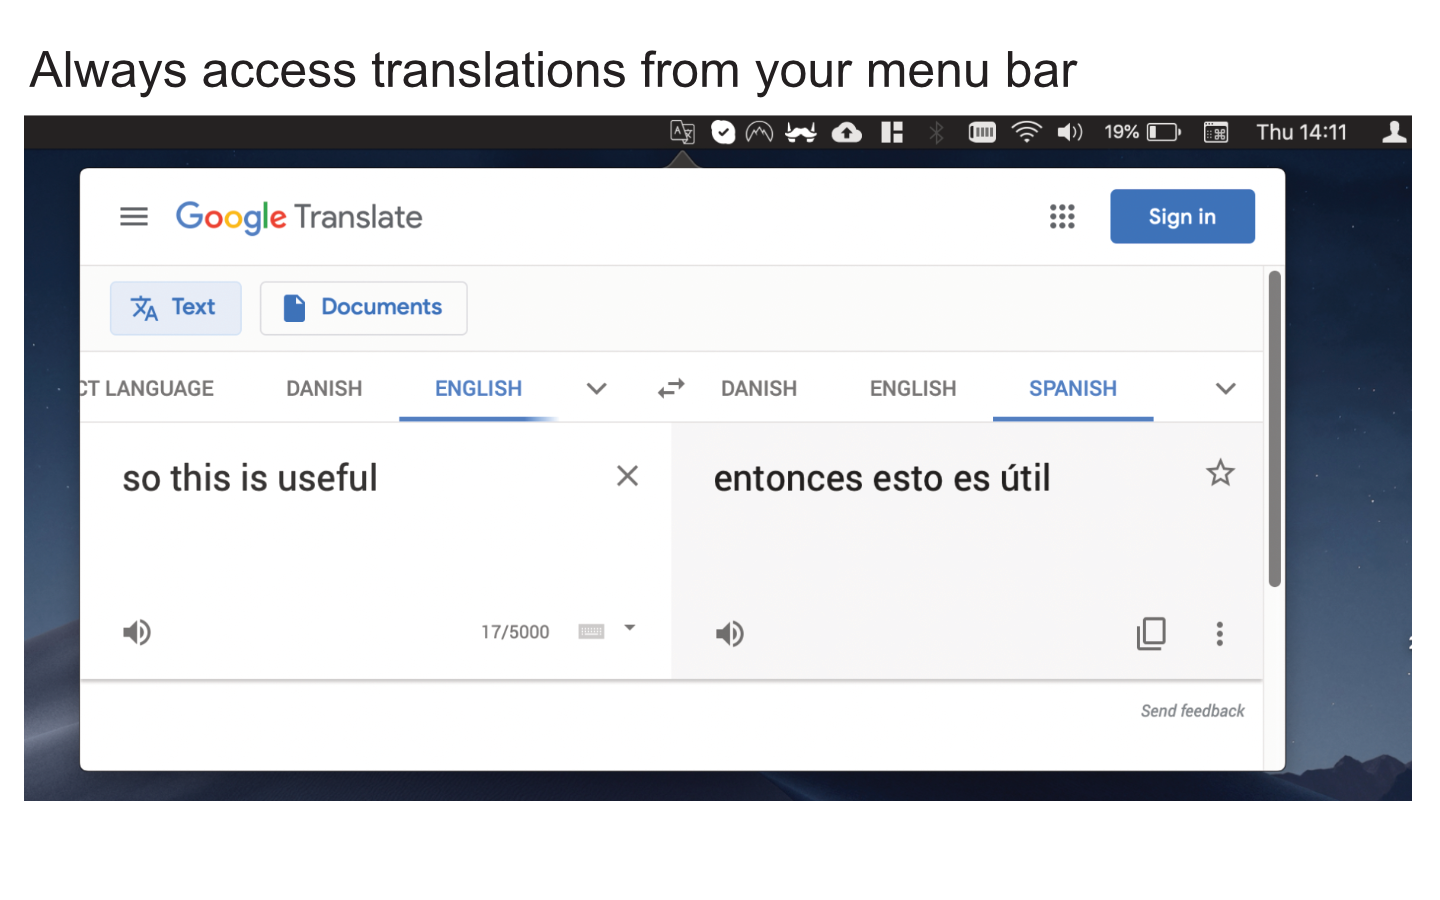 Always access translations from your menu bar
19% Thu 14:11
Google Translate Sign in
Text Documents
CT LANGUAGE DANISH ENGLISH DANISH ENGLISH SPANISH
so this is useful entonces esto es útil
17/5000
Send feedback